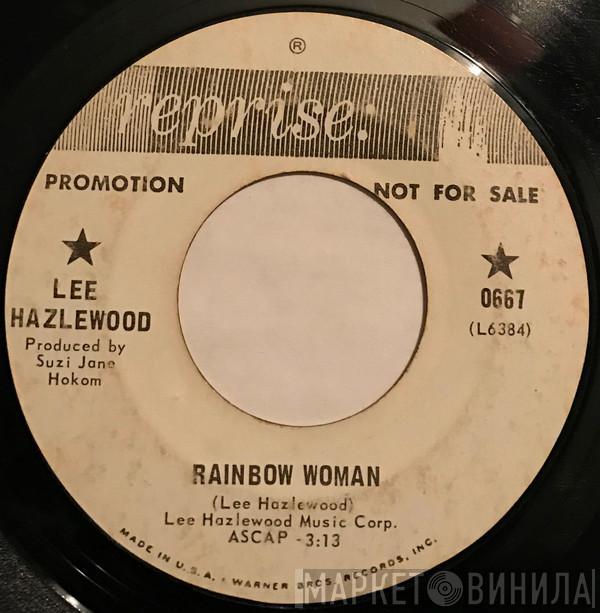 ®
reprise:
PROMOTION
NOT FOR SALE
LEE
HAZLEWOOD
Produced by
Suzi Jane
Hokom
0667
(L6384)
RAINBOW WOMAN
(Lee Hazlewood)
Lee Hazlewood Music Corp.
ASCAP - 3:13
MADE IN U.S.A. • WARNER BROS. RECORDS, INC.
МАРКЕТ ВИНИЛА